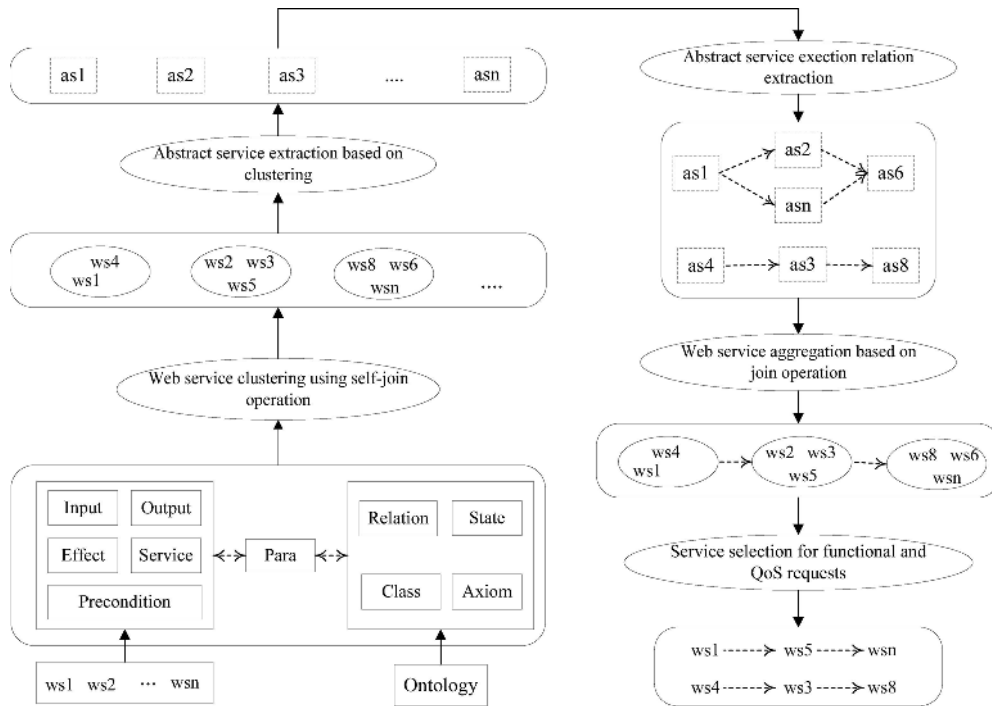 as1 as2 as3 .... asn
Abstract service extraction based on
clustering
ws4
ws1
ws2 ws3
ws5
ws8 ws6
wsn
....
Web service clustering using self-join
operation
Input Output
Effect Service
Precondition
Para
Relation State
Class Axiom
ws1 ws2 ... wsn
Ontology
Abstract service exection relation
extraction
as1
as2
asn
as6
as4 as3 as8
Web service aggregation based on
join operation
ws4
ws1
ws2 ws3
ws5
ws8 ws6
wsn
Service selection for functional and
QoS requests
ws1 ws5 wsn
ws4 ws3 ws8